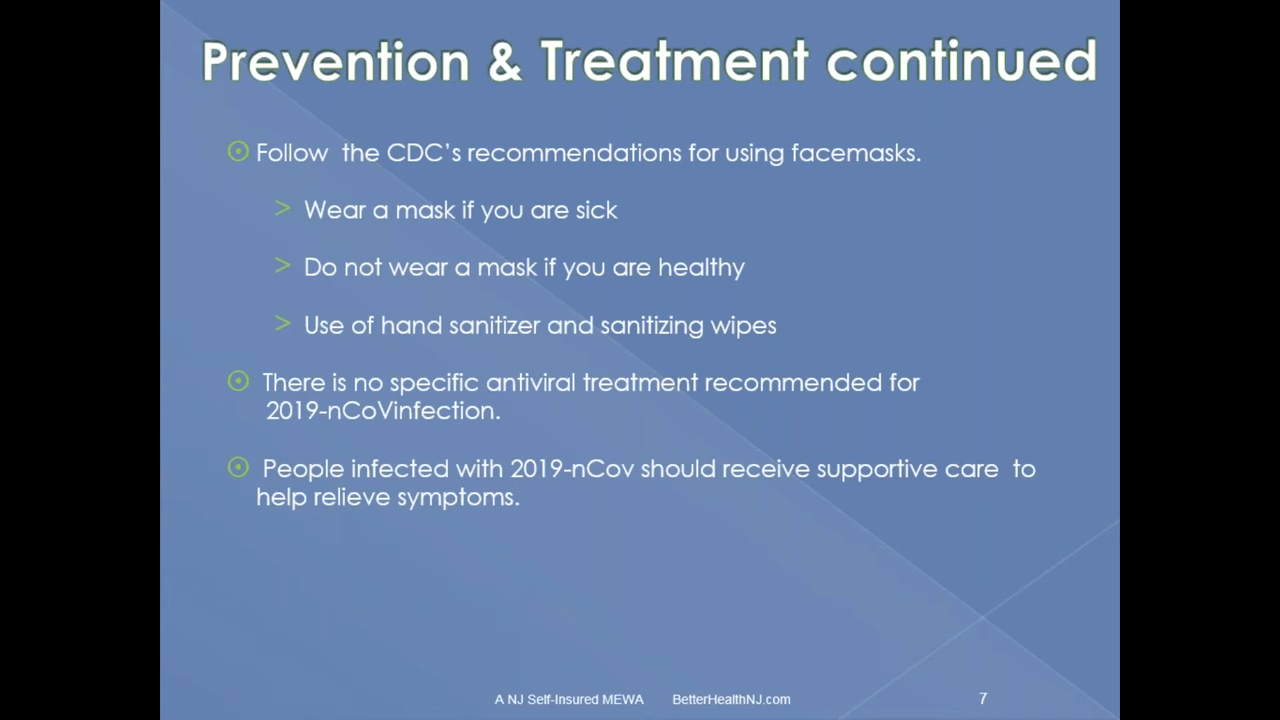 Prevention & Treatment continued
Follow the CDC's recommendations for using facemasks.
> Wear a mask if you are sick
> Do not wear a mask if you are healthy
> Use of hand sanitizer and sanitizing wipes
There is no specific antiviral treatment recommended for
2019-nCoVinfection.
People infected with 2019-nCov should receive supportive care to
help relieve symptoms.
A NJ Self-Insured MEWA BetterHealthNJ.com 7